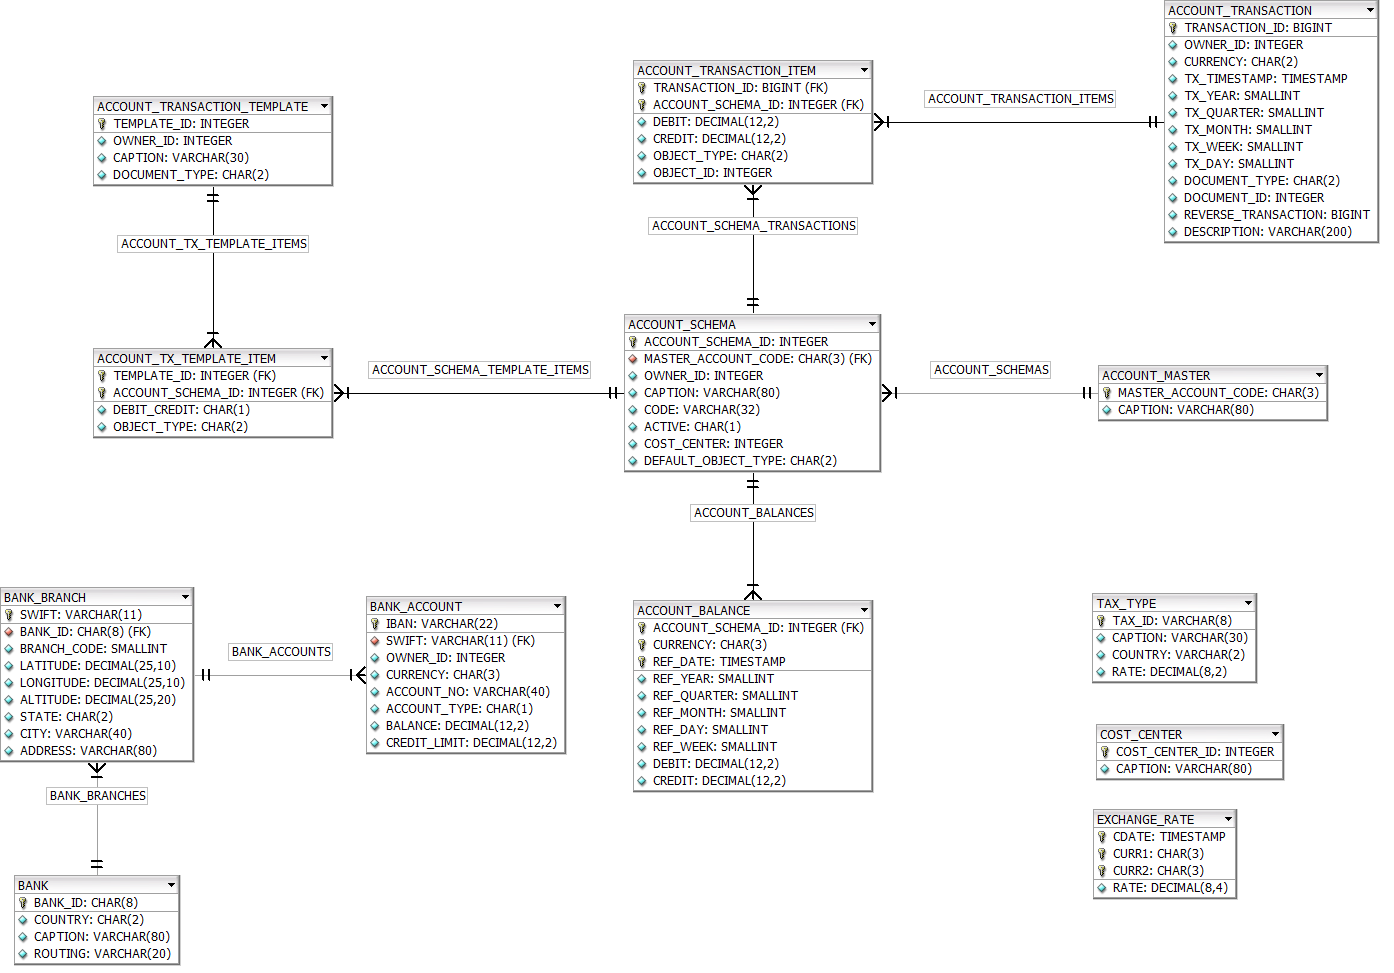 ACCOUNT_TRANSACTION
TRANSACTION_ID: BIGINT
OWNER_ID: INTEGER
CURRENCY: CHAR(2)
TX_TIMESTAMP: TIMESTAMP
TX_YEAR: SMALLINT
TX_QUARTER: SMALLINT
TX_MONTH: SMALLINT
TX_WEEK: SMALLINT
TX_DAY: SMALLINT
DOCUMENT_TYPE: CHAR(2)
DOCUMENT_ID: INTEGER
REVERSE_TRANSACTION: BIGINT
DESCRIPTION: VARCHAR(200)
ACCOUNT_TRANSACTION_ITEM
TRANSACTION_ID: BIGINT (FK)
ACCOUNT_SCHEMA_ID: INTEGER (FK)
DEBIT: DECIMAL(12,2)
CREDIT: DECIMAL(12,2)
OBJECT_TYPE: CHAR(2)
OBJECT_ID: INTEGER
ACCOUNT_TRANSACTION_ITEMS
ACCOUNT_TRANSACTION_TEMPLATE
TEMPLATE_ID: INTEGER
OWNER_ID: INTEGER
CAPTION: VARCHAR(30)
DOCUMENT_TYPE: CHAR(2)
ACCOUNT_TX_TEMPLATE_ITEMS
ACCOUNT_SCHEMA_TRANSACTIONS
ACCOUNT_TX_TEMPLATE_ITEM
TEMPLATE_ID: INTEGER (FK)
ACCOUNT_SCHEMA_ID: INTEGER (FK)
DEBIT_CREDIT: CHAR(1)
OBJECT_TYPE: CHAR(2)
ACCOUNT_SCHEMA_TEMPLATE_ITEMS
ACCOUNT_SCHEMA
ACCOUNT_SCHEMA_ID: INTEGER
MASTER_ACCOUNT_CODE: CHAR(3) (FK)
OWNER_ID: INTEGER
CAPTION: VARCHAR(80)
CODE: VARCHAR(32)
ACTIVE: CHAR(1)
COST_CENTER: INTEGER
DEFAULT_OBJECT_TYPE: CHAR(2)
ACCOUNT_SCHEMAS
ACCOUNT_MASTER
MASTER_ACCOUNT_CODE: CHAR(3)
CAPTION: VARCHAR(80)
ACCOUNT_BALANCES
BANK_BRANCH
SWIFT: VARCHAR(11)
BANK_ID: CHAR(8) (FK)
BRANCH_CODE: SMALLINT
LATITUDE: DECIMAL(25,10)
LONGITUDE: DECIMAL(25,10)
ALTITUDE: DECIMAL(25,20)
STATE: CHAR(2)
CITY: VARCHAR(40)
ADDRESS: VARCHAR(80)
BANK_ACCOUNTS
BANK_ACCOUNT
IBAN: VARCHAR(22)
SWIFT: VARCHAR(11) (FK)
OWNER_ID: INTEGER
CURRENCY: CHAR(3)
ACCOUNT_NO: VARCHAR(40)
ACCOUNT_TYPE: CHAR(1)
BALANCE: DECIMAL(12,2)
CREDIT_LIMIT: DECIMAL(12,2)
ACCOUNT_BALANCE
ACCOUNT_SCHEMA_ID: INTEGER (FK)
CURRENCY: CHAR(3)
REF_DATE: TIMESTAMP
REF_YEAR: SMALLINT
REF_QUARTER: SMALLINT
REF_MONTH: SMALLINT
REF_DAY: SMALLINT
REF_WEEK: SMALLINT
DEBIT: DECIMAL(12,2)
CREDIT: DECIMAL(12,2)
TAX_TYPE
TAX_ID: VARCHAR(8)
CAPTION: VARCHAR(30)
COUNTRY: VARCHAR(2)
RATE: DECIMAL(8,2)
COST_CENTER
COST_CENTER_ID: INTEGER
CAPTION: VARCHAR(80)
BANK_BRANCHES
EXCHANGE_RATE
CDATE: TIMESTAMP
CURR1: CHAR(3)
CURR2: CHAR(3)
RATE: DECIMAL(8,4)
BANK
BANK_ID: CHAR(8)
COUNTRY: CHAR(2)
CAPTION: VARCHAR(80)
ROUTING: VARCHAR(20)